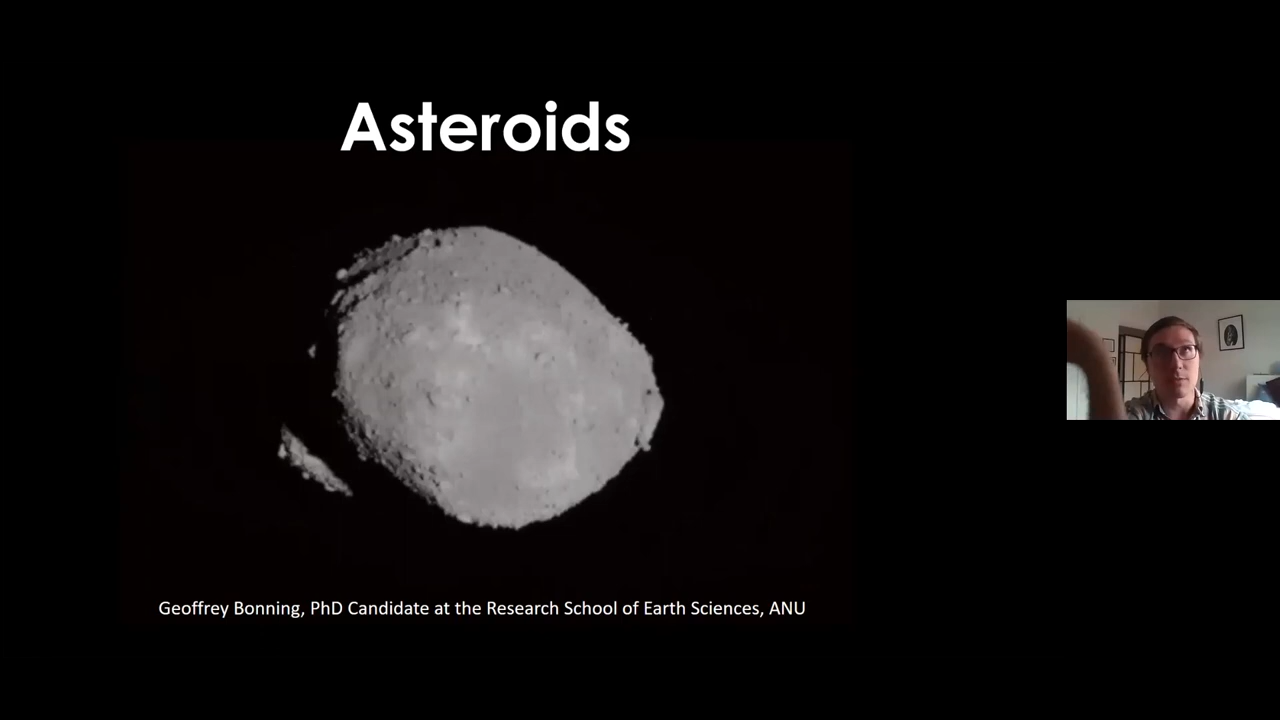 Asteroids
Geoffrey Bonning, PhD Candidate at the Research School of Earth Sciences, ANU